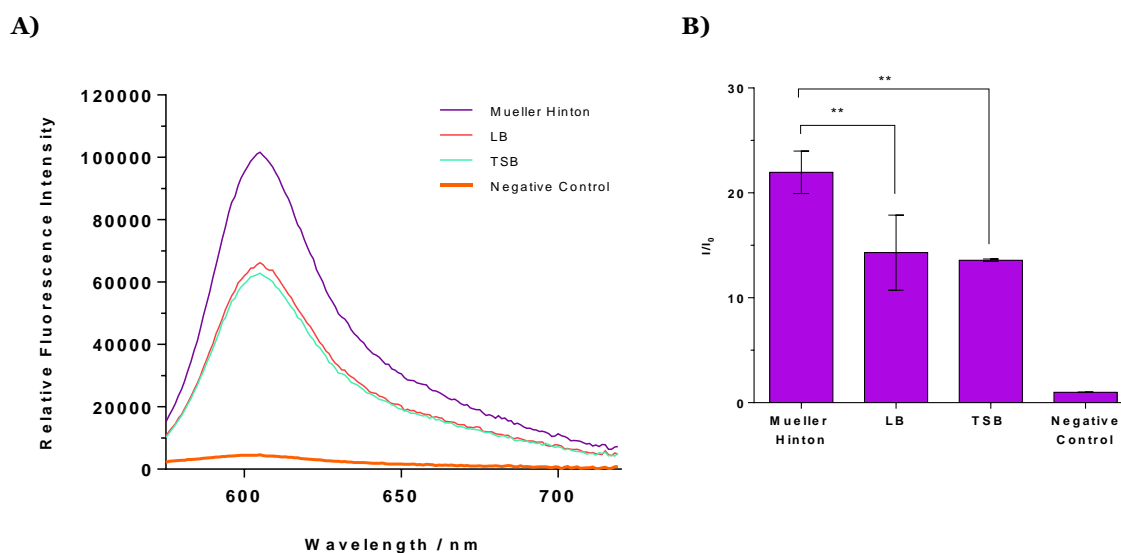 A)
B)
120000
100000
80000
60000
40000
20000
0
Relative Fluorescence Intensity
Mueller Hinton
LB
TSB
Negative Control
600
650
700
Wavelength / nm
30
20
10
0
I/I0
**
**
Mueller
Hinton
LB
TSB
Negative
Control